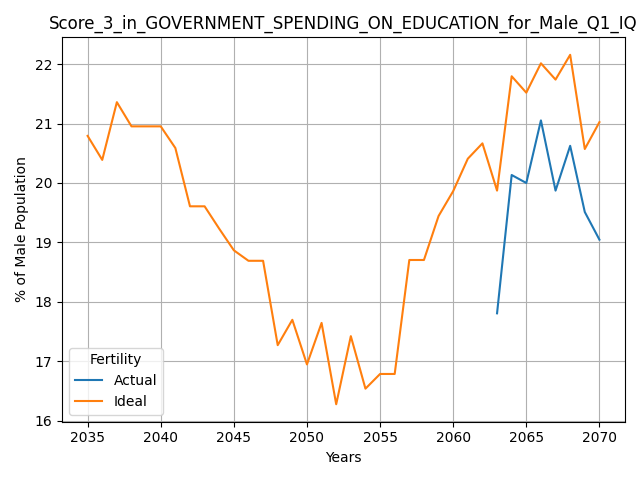 Score_3_in_GOVERNMENT_SPENDING_ON_EDUCATION_for_Male_Q1_IQ
% of Male Population
22
21
20
19
18
17
16
Fertility
Actual
Ideal
2035 2040 2045 2050 2055 2060 2065 2070
Years